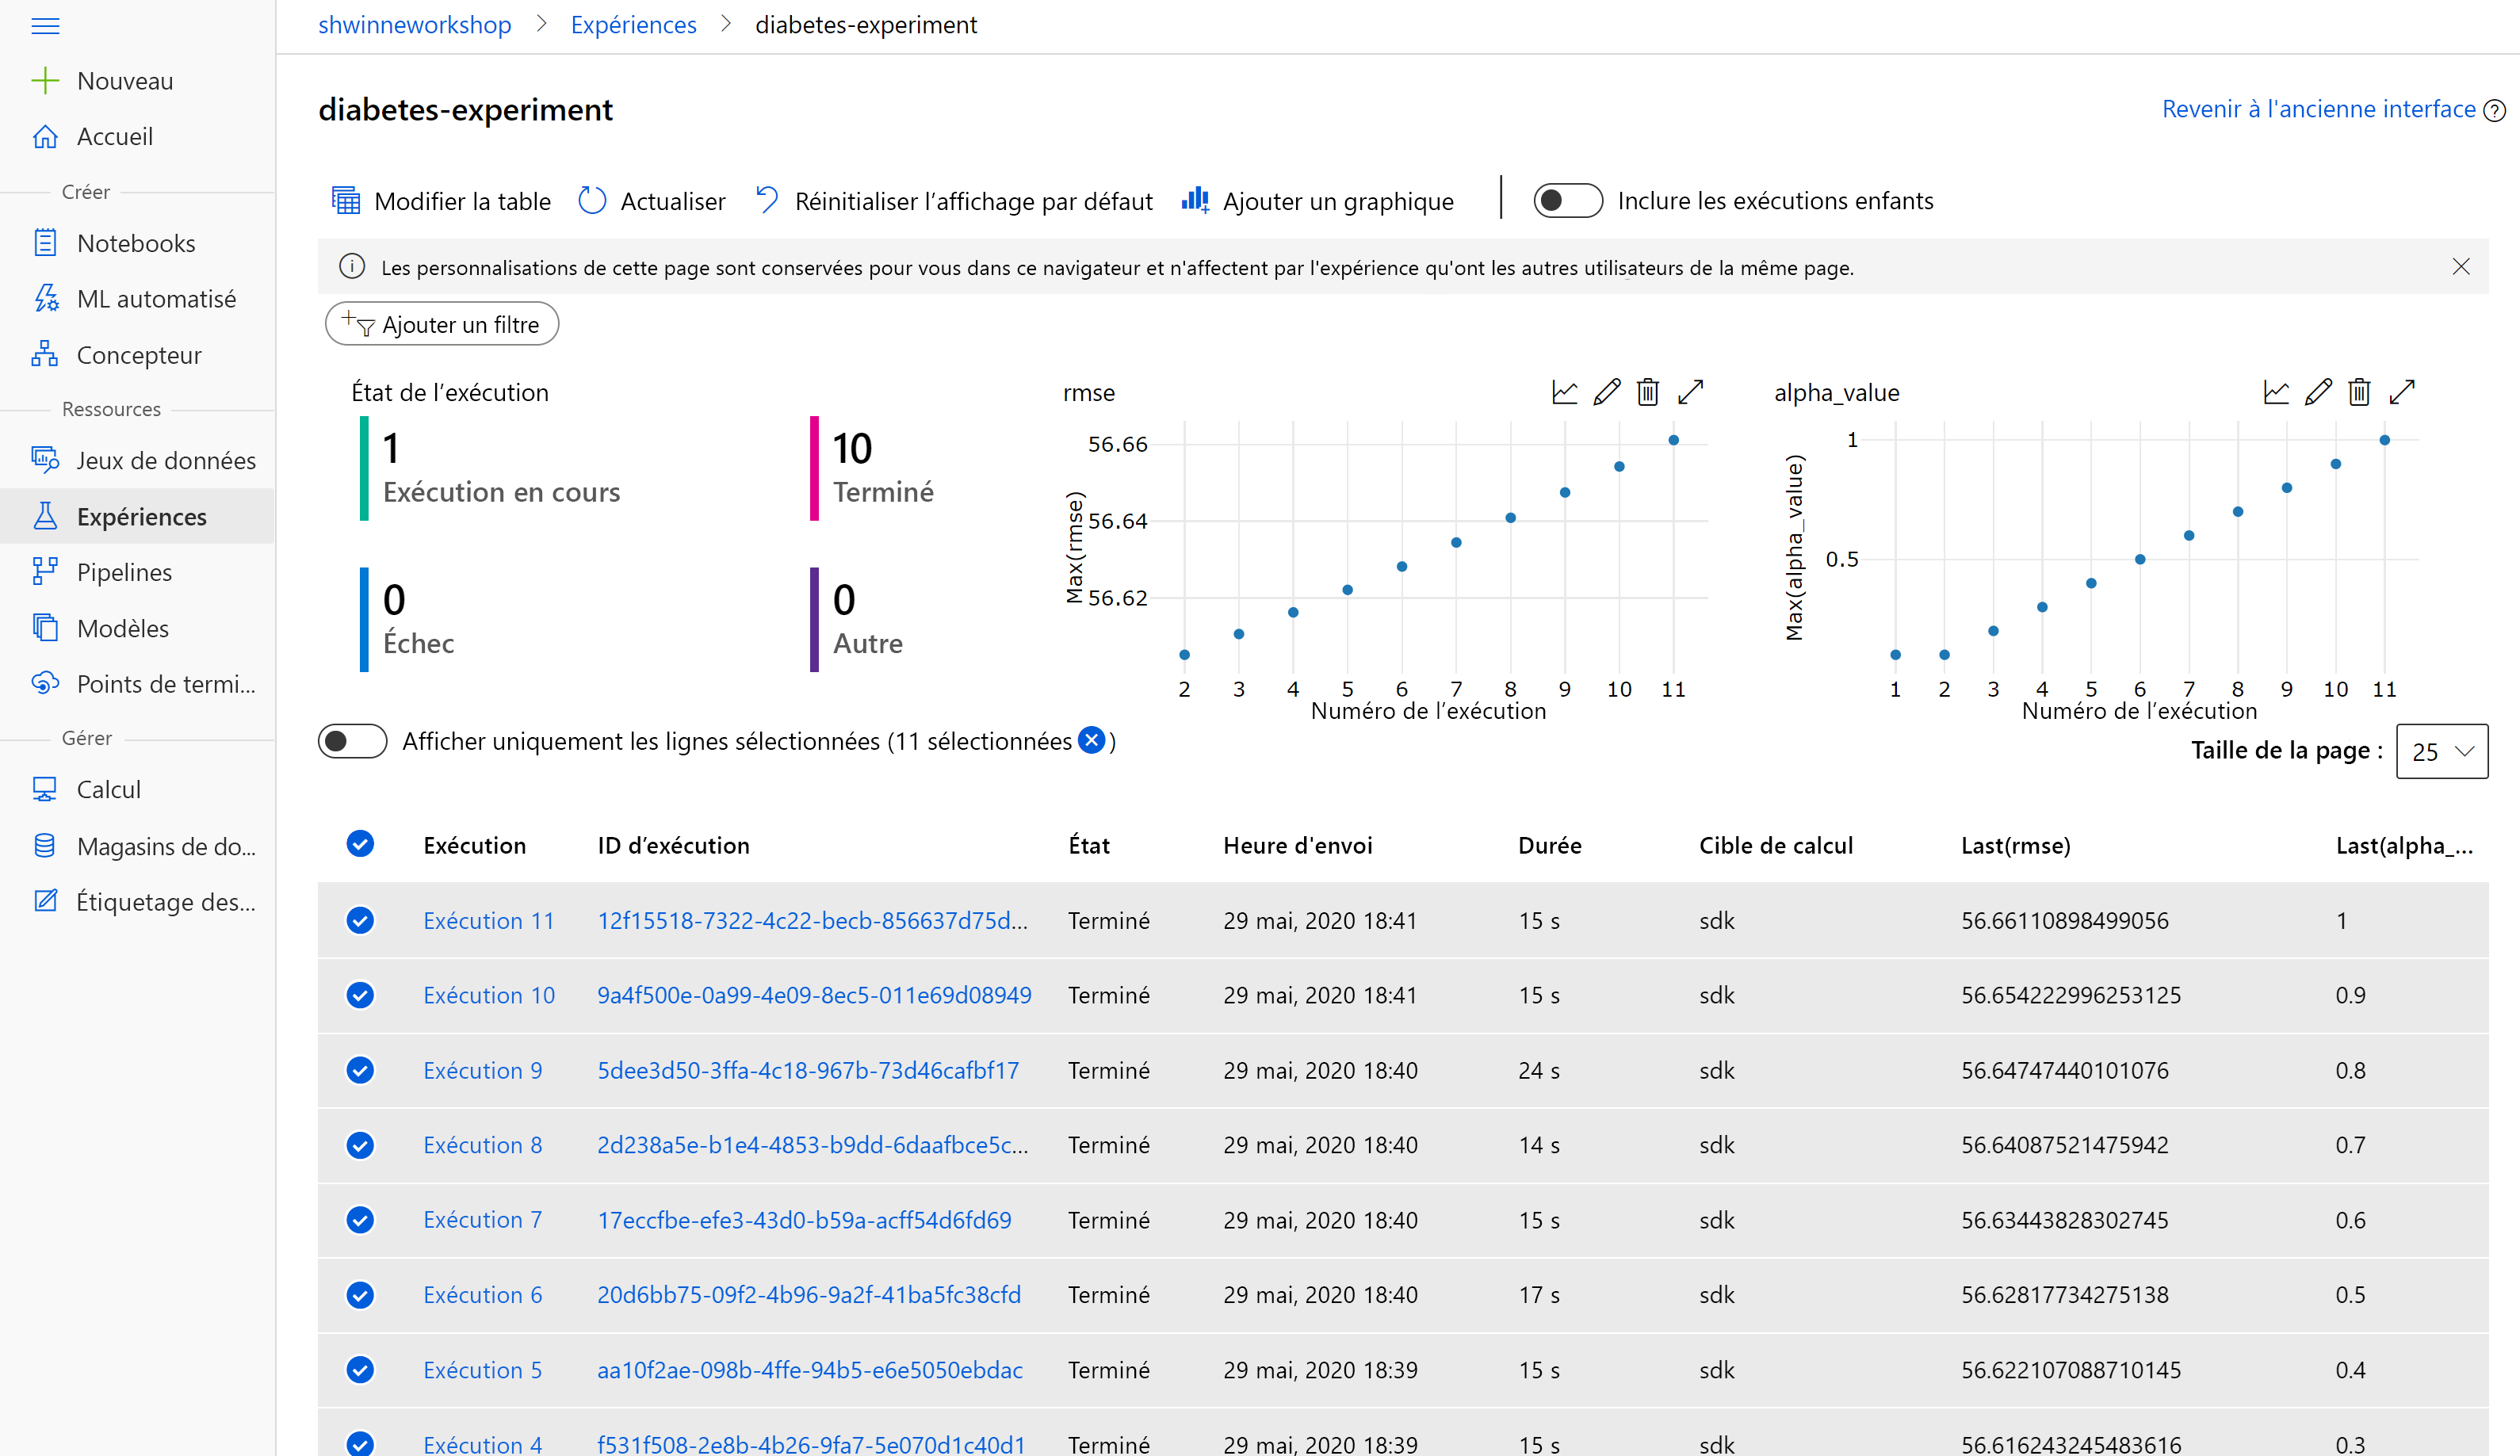 shwinneworkshop > Expériences > diabetes-experiment
Nouveau
Accueil
Créer
Notebooks
ML automatisé
Concepteur
Ressources
Jeux de données
Expériences
Pipelines
Modèles
Points de termi...
Gérer
Calcul
Magasins de do...
Étiquetage des...
diabetes-experiment
Revenir à l'ancienne interface
Modifier la table Actualiser Réinitialiser l’affichage par défaut Ajouter un graphique Inclure les exécutions enfants
Les personnalisations de cette page sont conservées pour vous dans ce navigateur et n'affectent par l'expérience qu'ont les autres utilisateurs de la même page.
Ajouter un filtre
État de l’exécution
1
Exécution en cours
10
Terminé
0
Échec
0
Autre
rmse
Max(rmse)
56.66
56.64
56.62
2 3 4 5 6 7 8 9 10 11
Numéro de l’exécution
alpha_value
Max(alpha_value)
1
0.5
1 2 3 4 5 6 7 8 9 10 11
Numéro de l’exécution
Afficher uniquement les lignes sélectionnées (11 sélectionnées )
Taille de la page : 25
Exécution ID d’exécution État Heure d'envoi Durée Cible de calcul Last(rmse) Last(alpha_...
Exécution 11 12f15518-7322-4c22-becb-856637d75d... Terminé 29 mai, 2020 18:41 15 s sdk 56.66110898499056 1
Exécution 10 9a4f500e-0a99-4e09-8ec5-011e69d08949 Terminé 29 mai, 2020 18:41 15 s sdk 56.654222996253125 0.9
Exécution 9 5dee3d50-3ffa-4c18-967b-73d46cafbf17 Terminé 29 mai, 2020 18:40 24 s sdk 56.64747440101076 0.8
Exécution 8 2d238a5e-b1e4-4853-b9dd-6daafbce5c... Terminé 29 mai, 2020 18:40 14 s sdk 56.64087521475942 0.7
Exécution 7 17eccfbe-efe3-43d0-b59a-acff54d6fd69 Terminé 29 mai, 2020 18:40 15 s sdk 56.63443828302745 0.6
Exécution 6 20d6bb75-09f2-4b96-9a2f-41ba5fc38cfd Terminé 29 mai, 2020 18:40 17 s sdk 56.62817734275138 0.5
Exécution 5 aa10f2ae-098b-4ffe-94b5-e6e5050ebdac Terminé 29 mai, 2020 18:39 15 s sdk 56.622107088710145 0.4
Exécution 4 f531f508-2e8b-4b26-9fa7-5e070d1c40d1 Terminé 29 mai, 2020 18:39 15 s sdk 56.616243245483616 0.3